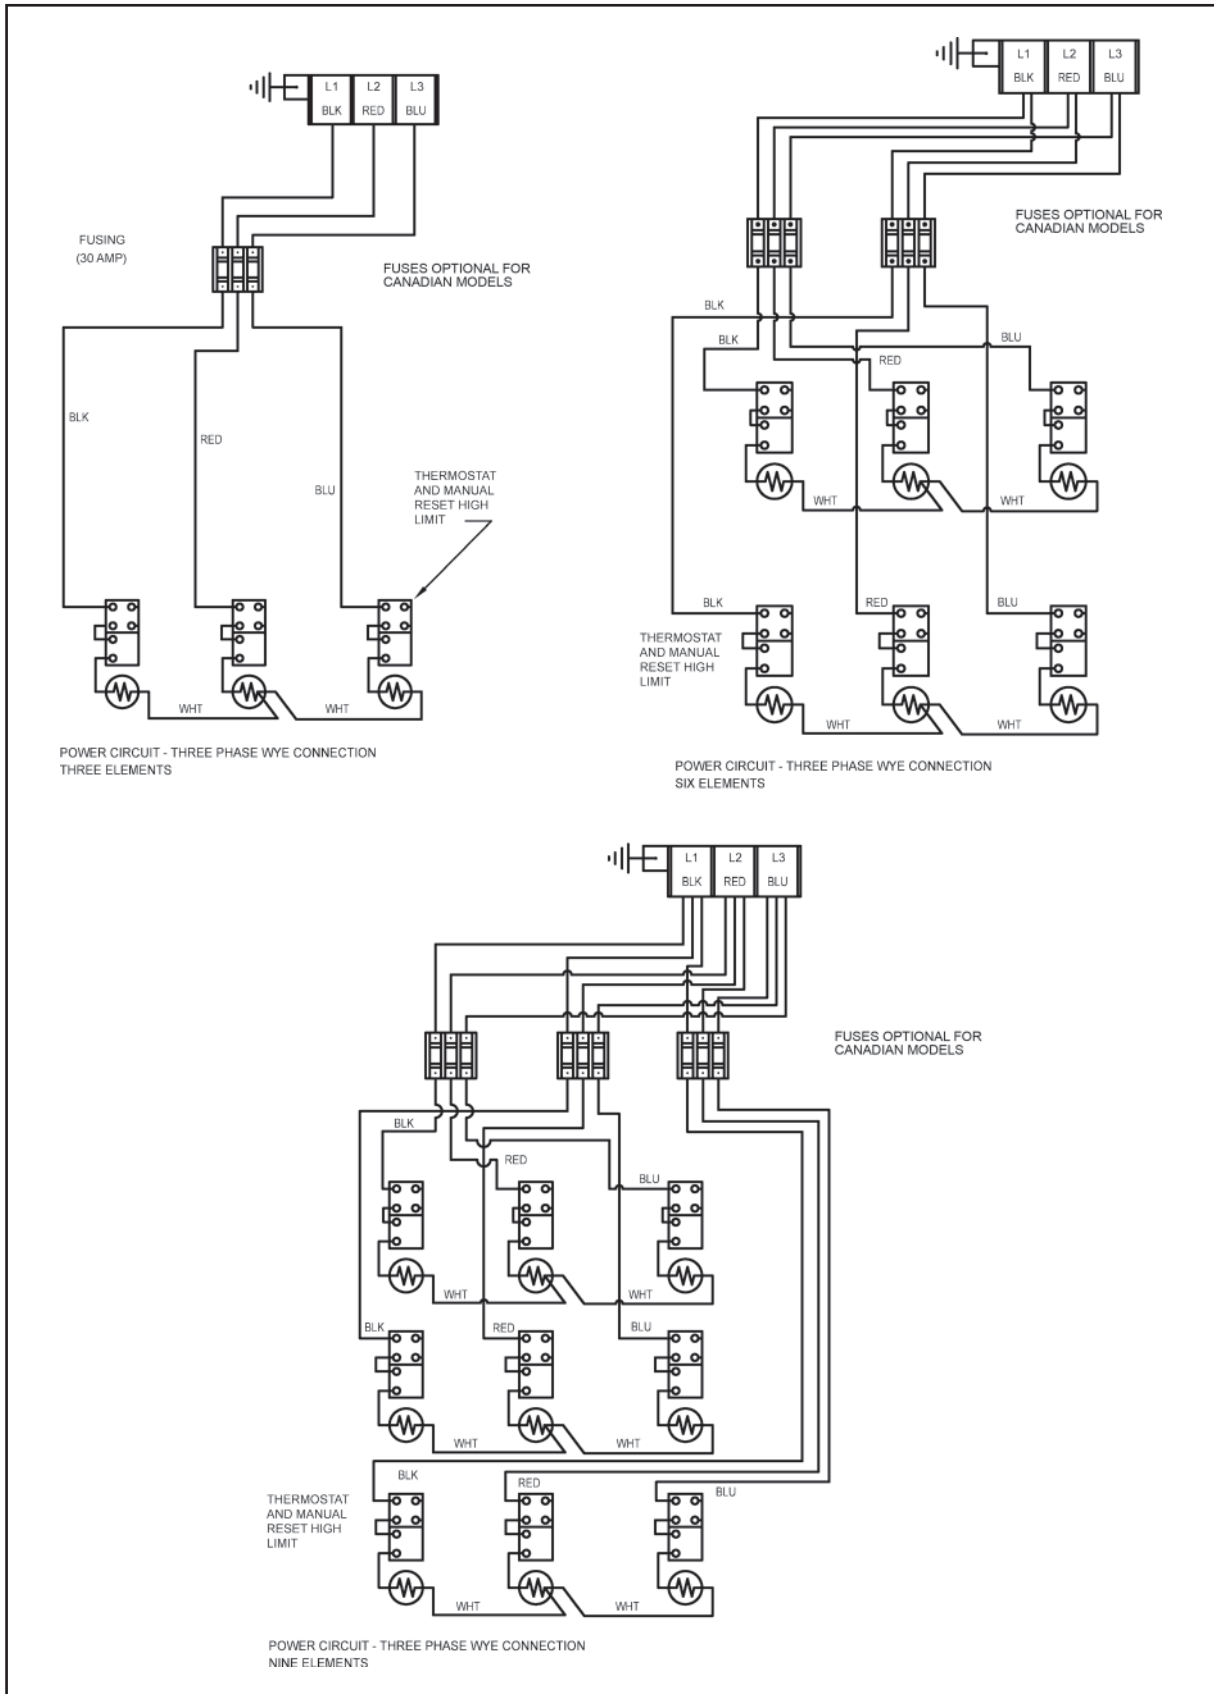 L1 L2 L3
BLK RED BLU
FUSING
(30 AMP)
FUSES OPTIONAL FOR
CANADIAN MODELS
BLK
RED
BLU
THERMOSTAT
AND MANUAL
RESET HIGH
LIMIT
WHT WHT
POWER CIRCUIT - THREE PHASE WYE CONNECTION
THREE ELEMENTS
L1 L2 L3
BLK RED BLU
FUSES OPTIONAL FOR
CANADIAN MODELS
BLK
BLK
RED
BLU
WHT WHT
BLK RED BLU
THERMOSTAT
AND MANUAL
RESET HIGH
LIMIT
WHT WHT
POWER CIRCUIT - THREE PHASE WYE CONNECTION
SIX ELEMENTS
L1 L2 L3
BLK RED BLU
FUSES OPTIONAL FOR
CANADIAN MODELS
BLK
RED
BLU
WHT WHT
BLK RED BLU
WHT WHT
BLK
RED
BLU
THERMOSTAT
AND MANUAL
RESET HIGH
LIMIT
WHT WHT
POWER CIRCUIT - THREE PHASE WYE CONNECTION
NINE ELEMENTS